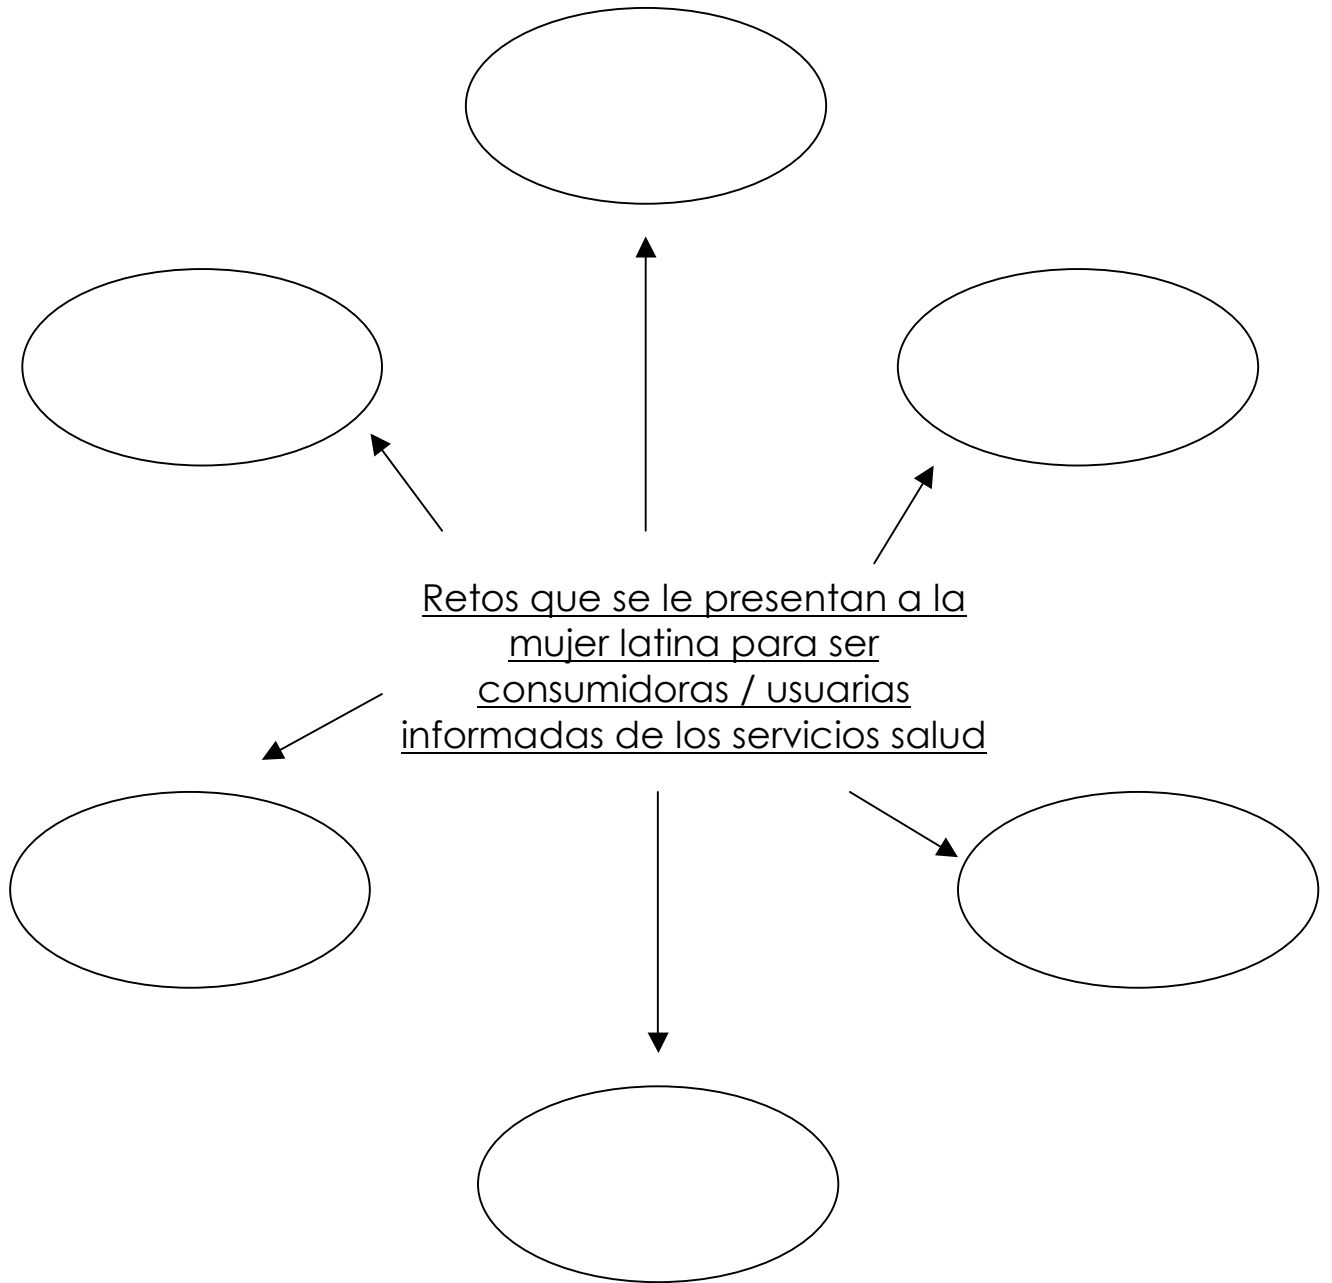 Retos que se le presentan a la
mujer latina para ser
consumidoras / usuarias
informadas de los servicios salud